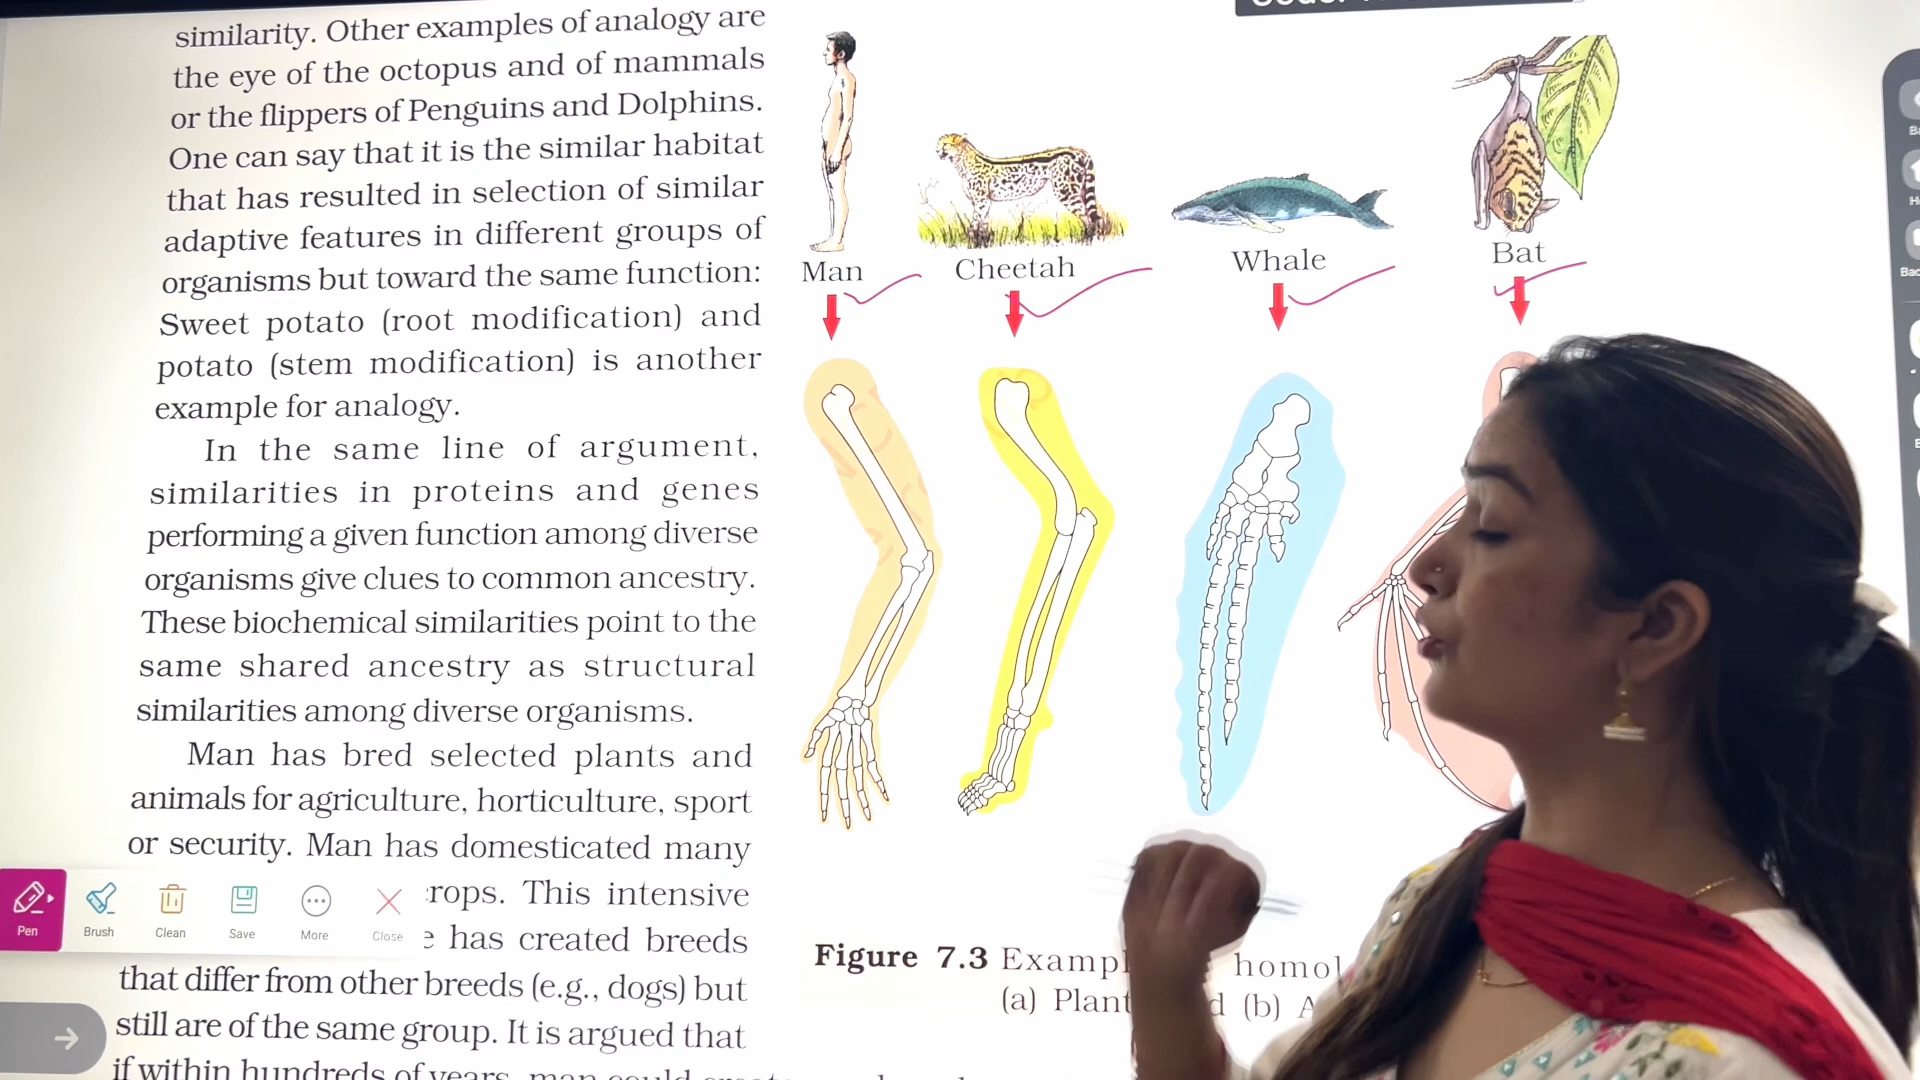 similarity. Other examples of analogy are
the eye of the octopus and of mammals
or the flippers of Penguins and Dolphins.
One can say that it is the similar habitat
that has resulted in selection of similar
adaptive features in different groups of
organisms but toward the same function:
Sweet potato (root modification) and
potato (stem modification) is another
example for analogy.
In the same line of argument,
similarities in proteins and genes
performing a given function among diverse
organisms give clues to common ancestry.
These biochemical similarities point to the
same shared ancestry as structural
similarities among diverse organisms.
Man has bred selected plants and
animals for agriculture, horticulture, sport
or security. Man has domesticated many
This intensive
has created breeds
that differ from other breeds (e.g., dogs) but
still are of the same group. It is argued that
if within hundreds of years, man could
Man
Cheetah
Whale
Bat
Figure 7.3
(a)
(b)
Pen
Brush
Clean
Save
More
Close